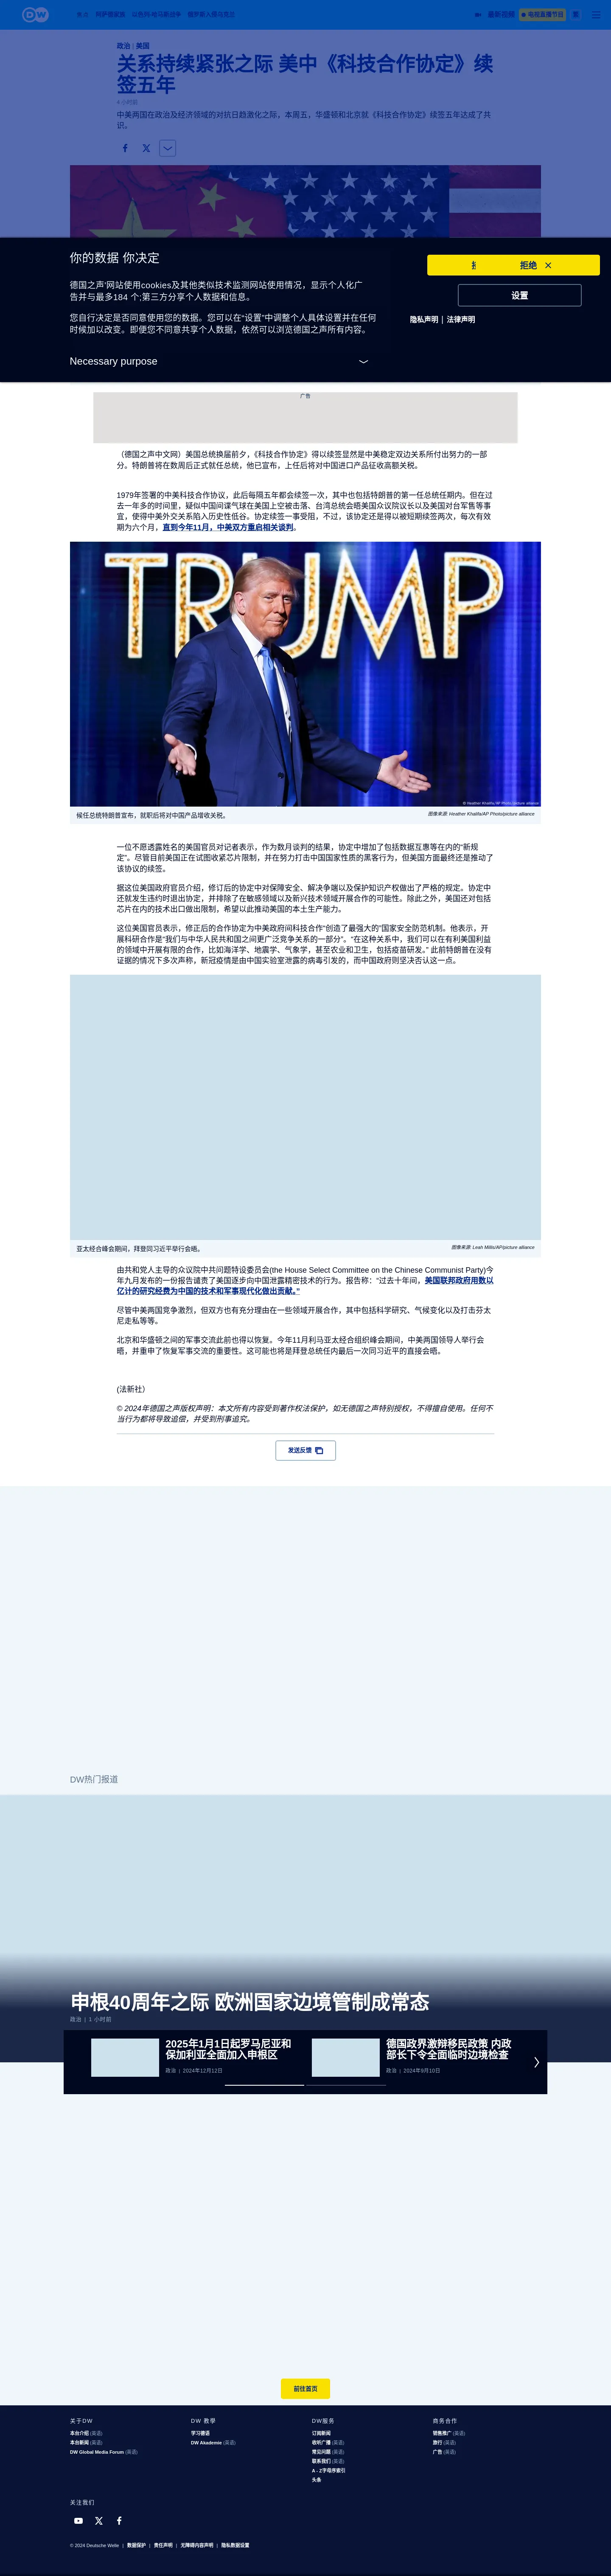 DW
最新视频
电视直播节目
政治 | 美国
关系持续紧张之际 美中《科技合作协定》续
签五年
4 小时前
中美两国在政治及经济领域的对抗日趋激化之际，本周五，华盛顿和北京就《科技合作协定》续签五年达成了共
识。
你的数据 你决定
德国之声"网站使用cookies及其他类似技术监测网站使用情况，显示个人化广
告并与最多184 个;第三方分享个人数据和信息。
您自行决定是否同意使用您的数据。您可以在“设置”中调整个人具体设置并在任何
时候加以改变。即便您不同意共享个人数据，依然可以浏览德国之声所有内容。
Necessary purpose
拒绝
设置
隐私声明 | 法律声明
广告
（德国之声中文网）美国总统换届前夕，《科技合作协定》得以续签显然是中美稳定双边关系所付出努力的一部
分。特朗普将在数周后正式就任总统，他已宣布，上任后将对中国进口产品征收高额关税。
1979年签署的中美科技合作协议，此后每隔五年都会续签一次，其中也包括特朗普的第一任总统任期内。但在过
去一年多的时间里，疑似中国间谍气球在美国上空被击落、台湾总统会晤美国众议院议长以及美国对台军售等事
宜，使得中美外交关系陷入历史性低谷。协定续签一事受阻，不过，该协定还是得以被短期续签两次，每次有效
期为六个月，直到今年11月，中美双方重启相关谈判。
TRUMP
© Heather Khalifa/AP Photo/picture alliance
候任总统特朗普宣布，就职后将对中国产品增收关税。
图像来源: Heather Khalifa/AP Photo/picture alliance
一位不愿透露姓名的美国官员对记者表示，作为数月谈判的结果，协定中增加了包括数据互惠等在内的“新规
定”。尽管目前美国正在试图收紧芯片限制，并在努力打击中国国家性质的黑客行为，但美国方面最终还是推动了
该协议的续签。
据这位美国政府官员介绍，修订后的协定中对保障安全、解决争端以及保护知识产权做出了严格的规定。协定中
还就发生违约时退出协定，并排除了在敏感领域以及新兴技术领域开展合作的可能性。除此之外，美国还对包括
芯片在内的技术出口做出限制，希望以此推动美国的本土生产能力。
这位美国官员表示，修正后的合作协定为中美政府间科技合作“创造了最强大的”国家安全防范机制。他表示，开
展科研合作是“我们与中华人民共和国之间更广泛竞争关系的一部分”。“在这种关系中，我们可以在有利美国利益
的领域中开展有限的合作，比如海洋学、地震学、气象学，甚至农业和卫生，包括疫苗研发。” 此前特朗普在没有
证据的情况下多次声称，新冠疫情是由中国实验室泄露的病毒引发的，而中国政府则坚决否认这一点。
亚太经合峰会期间，拜登同习近平举行会晤。
图像来源: Leah Millis/AP/picture alliance
由共和党人主导的众议院中共问题特设委员会(the House Select Committee on the Chinese Communist Party)今
年九月发布的一份报告谴责了美国逐步向中国泄露精密技术的行为。报告称：“过去十年间，美国联邦政府用数以
亿计的研究经费为中国的技术和军事现代化做出贡献。”
尽管中美两国竞争激烈，但双方也有充分理由在一些领域开展合作，其中包括科学研究、气候变化以及打击芬太
尼走私等等。
北京和华盛顿之间的军事交流此前也得以恢复。今年11月利马亚太经合组织峰会期间，中美两国领导人举行会
晤，并重申了恢复军事交流的重要性。这可能也将是拜登总统任内最后一次同习近平的直接会晤。
(法新社）
© 2024年德国之声版权声明：本文所有内容受到著作权法保护，如无德国之声特别授权，不得擅自使用。任何不
当行为都将导致追偿，并受到刑事追究。
发送反馈
DW热门报道
申根40周年之际 欧洲国家边境管制成常态
政治 | 1 小时前
2025年1月1日起罗马尼亚和
保加利亚全面加入申根区
政治 | 2024年12月12日
德国政界激辩移民政策 内政
部长下令全面临时边境检查
政治 | 2024年9月10日
前往首页
关于DW
本台介绍 (英语)
本台新闻 (英语)
DW Global Media Forum (英语)
DW 教學
学习德语
DW Akademie (英语)
DW服务
订阅新闻
收听广播 (英语)
常见问题 (英语)
联系我们 (英语)
A - Z字母序索引
头条
商务合作
销售推广 (英语)
旅行 (英语)
广告 (英语)
关注我们
© 2024 Deutsche Welle | 数据保护 | 责任声明 | 无障碍内容声明 | 隐私数据设置